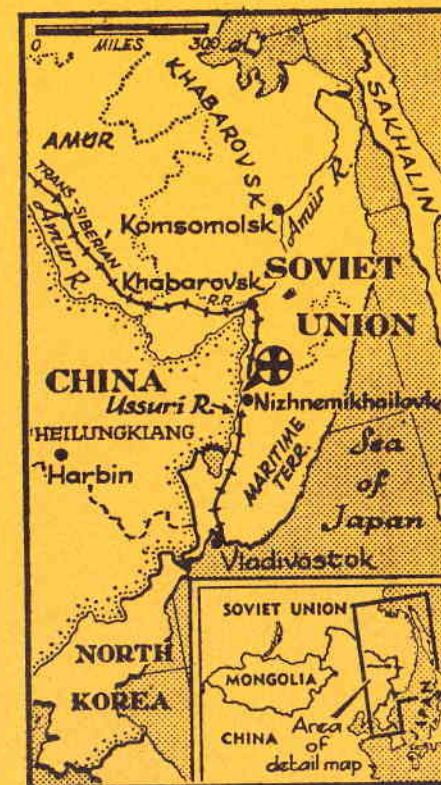 0 MILES 300
KHABAROVSK
SAKHALIN
AMUR
TRANS-SIBERIAN
Amur R.
Komsomolsk
Amur R.
Khabarovsk
R.R.
SOVIET
UNION
CHINA
Ussuri R.
Nizhnemikhailovka
HEILUNGKIANG
Harbin
MARITIME
TERR.
Sea
of
Japan
Vladivostok
NORTH
KOREA
SOVIET UNION
MONGOLIA
CHINA
Area
of
detail map